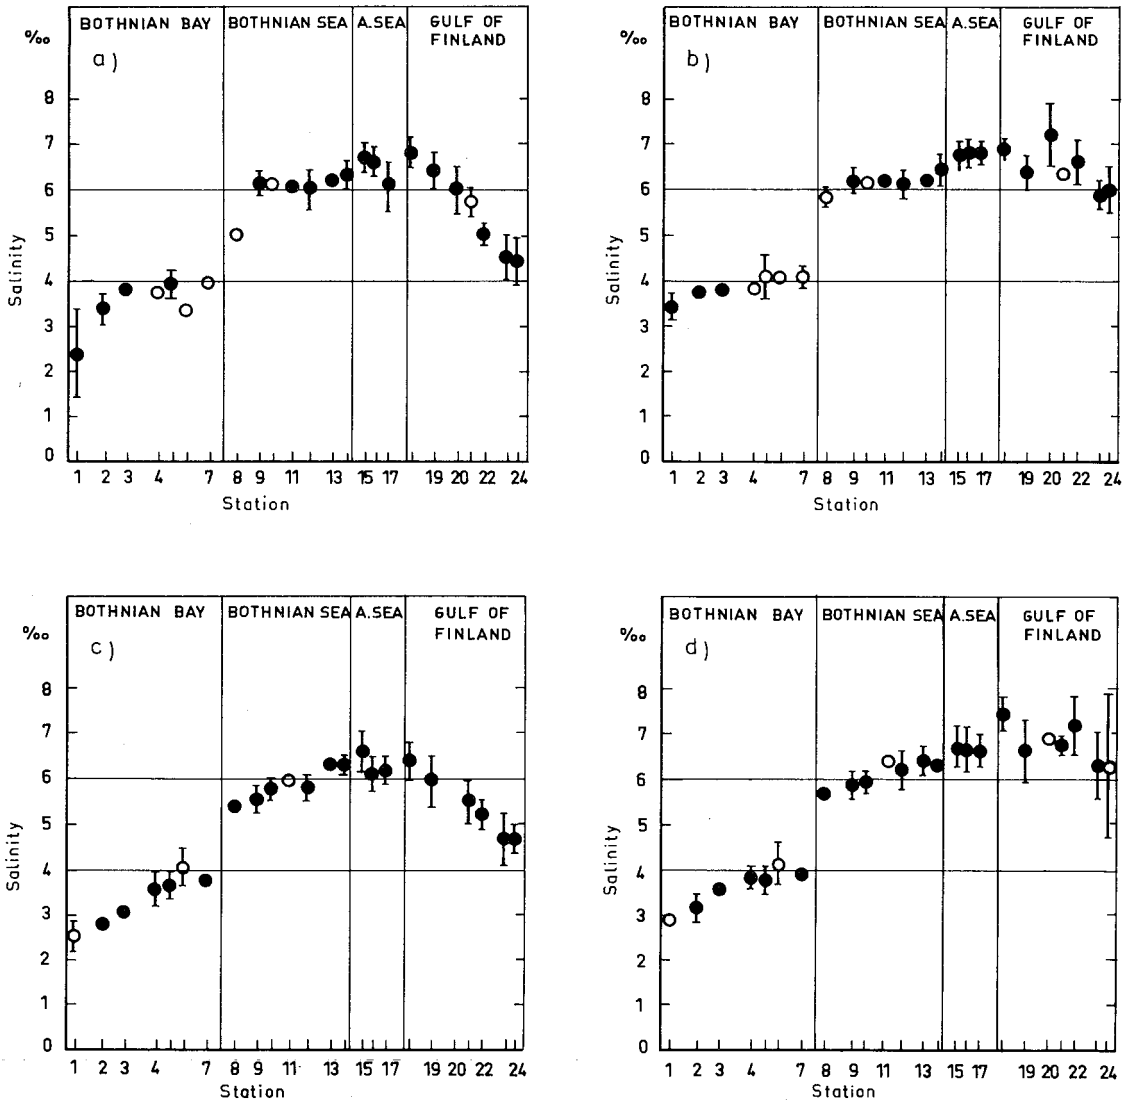 BOTHNIAN BAY BOTHNIAN SEA A.SEA GULF OF
FINLAND
‰
a)
8
7
6
5
4
3
2
1
0
Salinity
1 2 3 4 7 8 9 11 13 15 17 19 20 22 24
Station
BOTHNIAN BAY BOTHNIAN SEA A.SEA GULF OF
FINLAND
‰
b)
8
7
6
5
4
3
2
1
0
Salinity
1 2 3 4 7 8 9 11 13 15 17 19 20 22 24
Station
BOTHNIAN BAY BOTHNIAN SEA A.SEA GULF OF
FINLAND
‰
c)
8
7
6
5
4
3
2
1
0
Salinity
1 2 3 4 7 8 9 11 13 15 17 19 20 22 24
Station
BOTHNIAN BAY BOTHNIAN SEA A.SEA GULF OF
FINLAND
‰
d)
8
7
6
5
4
3
2
1
0
Salinity
1 2 3 4 7 8 9 11 13 15 17 19 20 22 24
Station